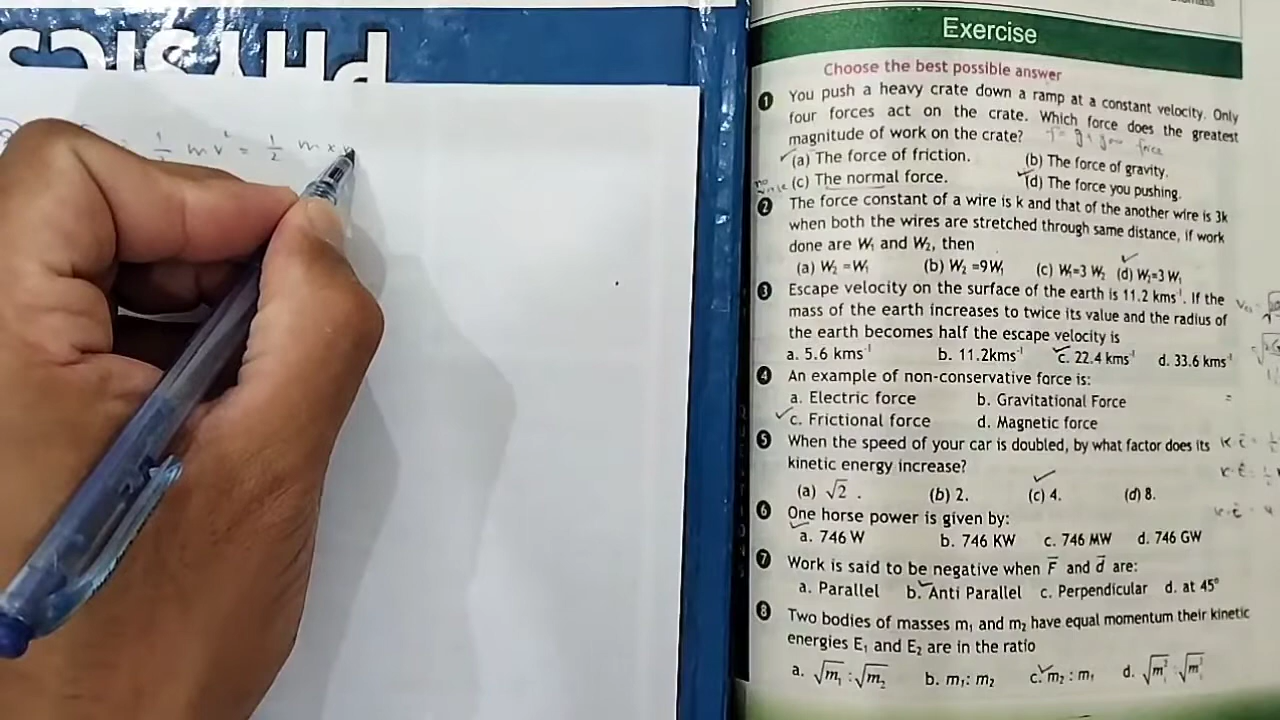 PHYSICS
1/2 mv² = 1/2 m x v
Exercise
Choose the best possible answer
1 You push a heavy crate down a ramp at a constant velocity. Only
four forces act on the crate. Which force does the greatest
magnitude of work on the crate?
(a) The force of friction. (b) The force of gravity.
(c) The normal force. (d) The force you pushing.
2 The force constant of a wire is k and that of the another wire is 3k
when both the wires are stretched through same distance, if work
done are W₁ and W₂, then
(a) W₂ =W₁ (b) W₂ =9W₁ (c) W₁=3 W₂ (d) W₂=3 W₁
3 Escape velocity on the surface of the earth is 11.2 kms⁻¹. If the
mass of the earth increases to twice its value and the radius of
the earth becomes half the escape velocity is
a. 5.6 kms⁻¹ b. 11.2kms⁻¹ c. 22.4 kms⁻¹ d. 33.6 kms⁻¹
4 An example of non-conservative force is:
a. Electric force b. Gravitational Force
c. Frictional force d. Magnetic force
5 When the speed of your car is doubled, by what factor does its
kinetic energy increase?
(a) √2 . (b) 2. (c) 4. (d) 8.
6 One horse power is given by:
a. 746 W b. 746 KW c. 746 MW d. 746 GW
7 Work is said to be negative when F̅ and d̅ are:
a. Parallel b. Anti Parallel c. Perpendicular d. at 45°
8 Two bodies of masses m₁ and m₂ have equal momentum their kinetic
energies E₁ and E₂ are in the ratio
a. √m₁ : √m₂ b. m₁: m₂ c. m₂ : m₁ d. √m₁² : √m₂²